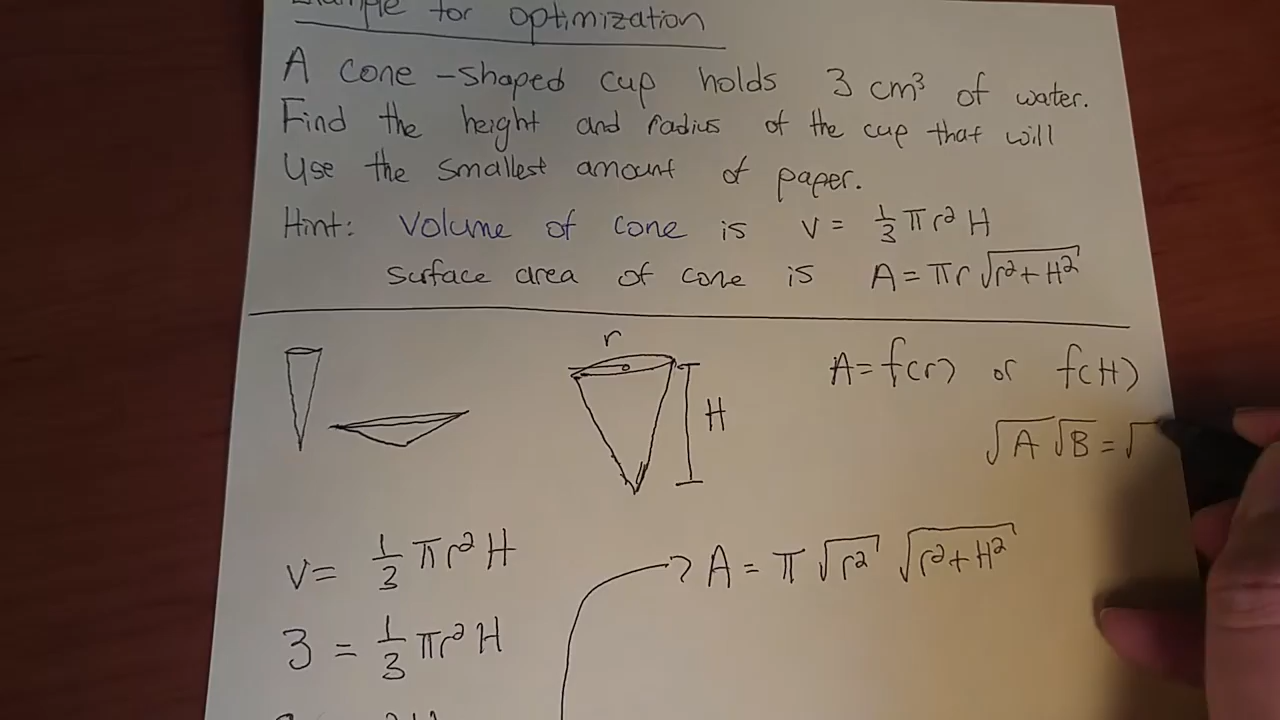 Example for optimization
A cone-shaped cup holds 3 cm³ of water.
Find the height and radius of the cup that will
Use the smallest amount of paper.
Hint: Volume of cone is V = 1/3 πr² H
surface area of cone is A = πr √(r² + H²)
r
H
A = f(r) or f(H)
√A √B = √
V = 1/3 πr² H
A = π √(r²) √(r² + H²)
3 = 1/3 πr² H